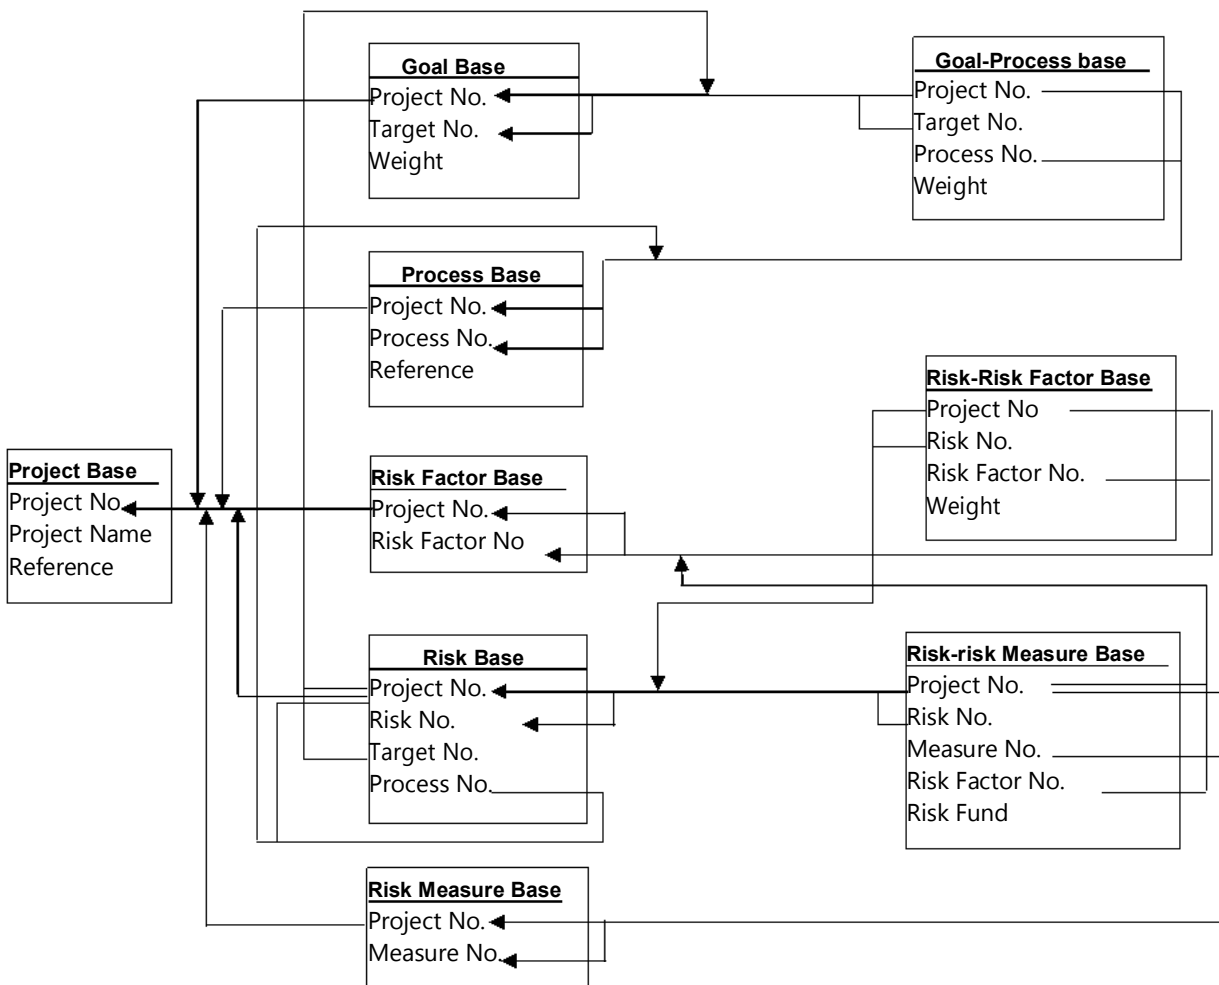 Goal Base
Project No.
Target No.
Weight
Goal-Process base
Project No.
Target No.
Process No.
Weight
Process Base
Project No.
Process No.
Reference
Risk-Risk Factor Base
Project No
Risk No.
Risk Factor No.
Weight
Project Base
Project No.
Project Name
Reference
Risk Factor Base
Project No.
Risk Factor No
Risk Base
Project No.
Risk No.
Target No.
Process No.
Risk-risk Measure Base
Project No.
Risk No.
Measure No.
Risk Factor No.
Risk Fund
Risk Measure Base
Project No.
Measure No.